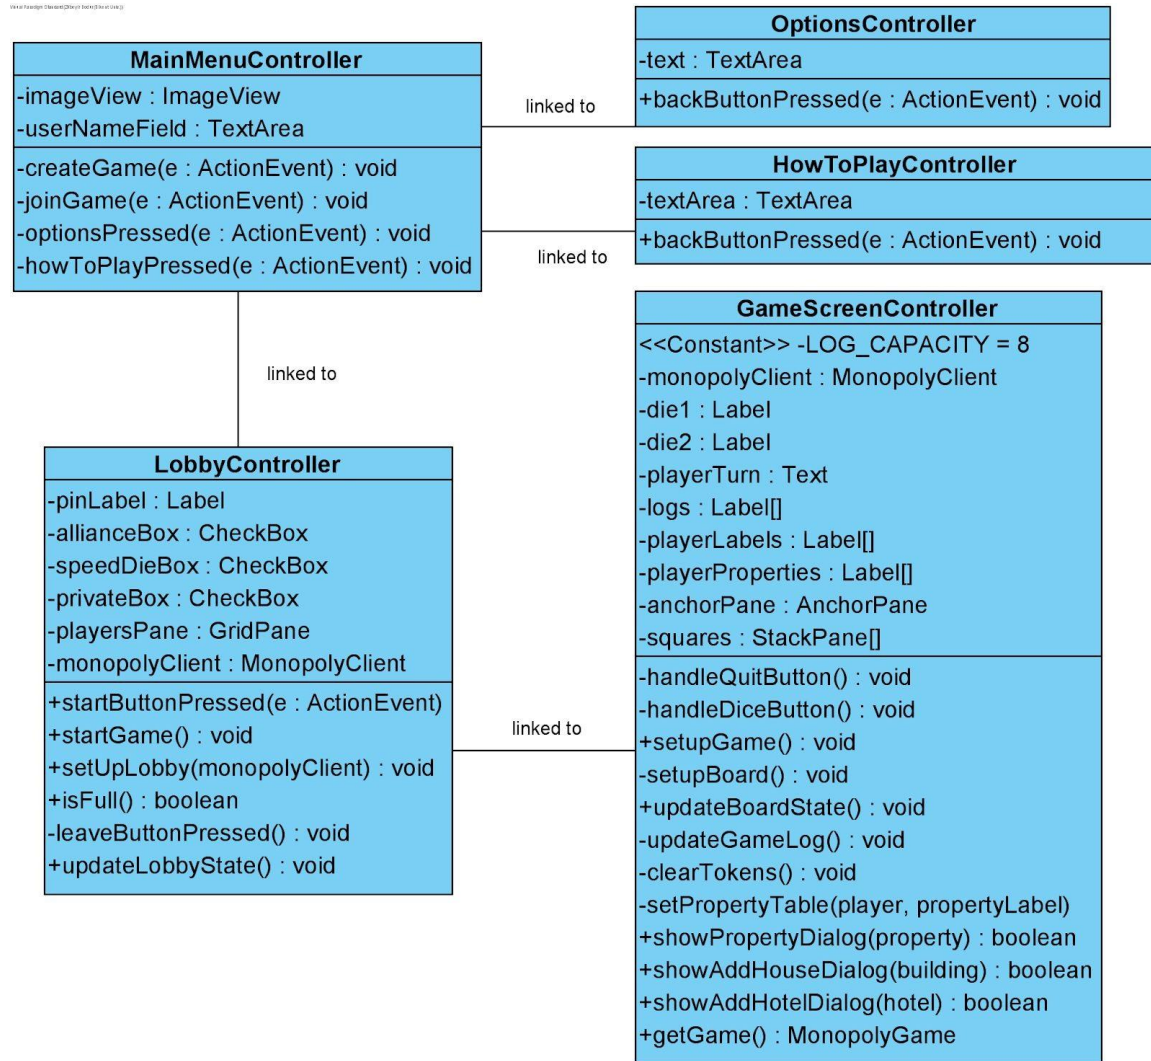 MainMenuController
-imageView : ImageView
-userNameField : TextArea
-createGame(e : ActionEvent) : void
-joinGame(e : ActionEvent) : void
-optionsPressed(e : ActionEvent) : void
-howToPlayPressed(e : ActionEvent) : void
linked to
OptionsController
-text : TextArea
+backButtonPressed(e : ActionEvent) : void
linked to
HowToPlayController
-textArea : TextArea
+backButtonPressed(e : ActionEvent) : void
linked to
LobbyController
-pinLabel : Label
-allianceBox : CheckBox
-speedDieBox : CheckBox
-privateBox : CheckBox
-playersPane : GridPane
-monopolyClient : MonopolyClient
+startButtonPressed(e : ActionEvent)
+startGame() : void
+setUpLobby(monopolyClient) : void
+isFull() : boolean
-leaveButtonPressed() : void
+updateLobbyState() : void
linked to
GameScreenController
<<Constant>> -LOG_CAPACITY = 8
-monopolyClient : MonopolyClient
-die1 : Label
-die2 : Label
-playerTurn : Text
-logs : Label[]
-playerLabels : Label[]
-playerProperties : Label[]
-anchorPane : AnchorPane
-squares : StackPane[]
-handleQuitButton() : void
-handleDiceButton() : void
+setupGame() : void
-setupBoard() : void
+updateBoardState() : void
-updateGameLog() : void
-clearTokens() : void
-setPropertyTable(player, propertyLabel)
+showPropertyDialog(property) : boolean
+showAddHouseDialog(building) : boolean
+showAddHotelDialog(hotel) : boolean
+getGame() : MonopolyGame